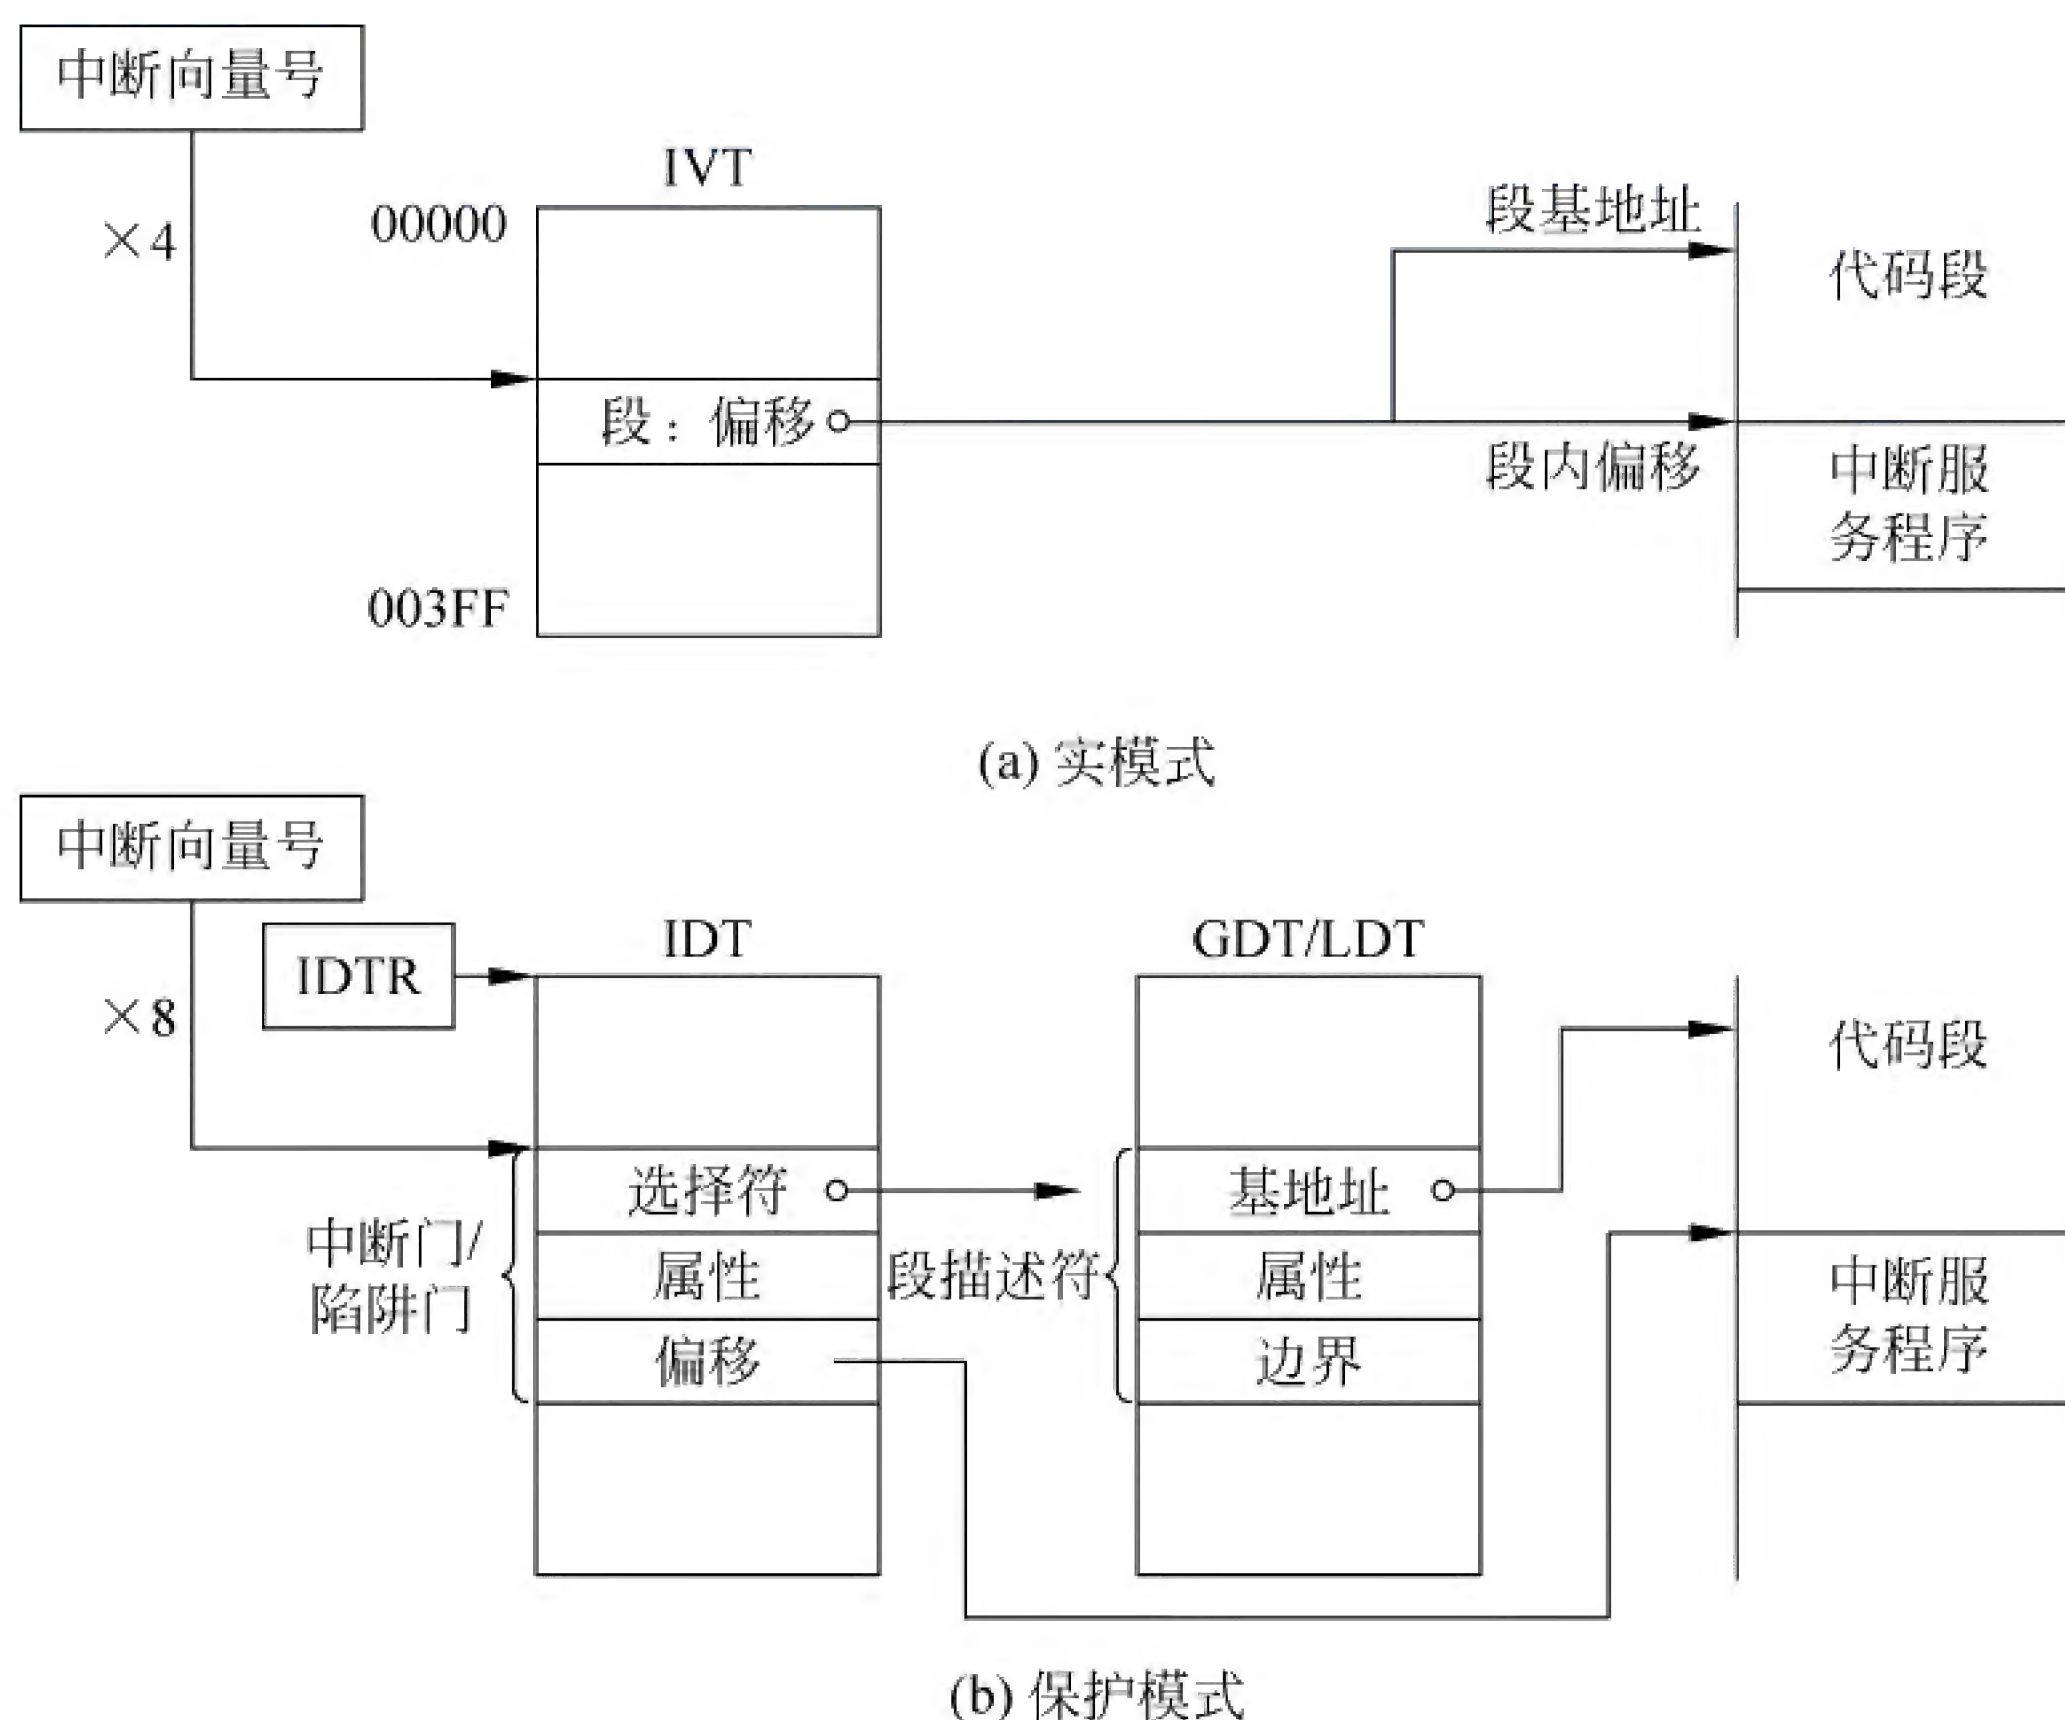 中断向量号
IVT
×4
00000
段基地址
代码段
段：偏移
段内偏移
中断服
务程序
003FF
(a) 实模式
中断向量号
IDTR
IDT
GDT/LDT
×8
代码段
选择符
基地址
中断门/
陷阱门
属性
段描述符
属性
中断服
务程序
偏移
边界
(b) 保护模式